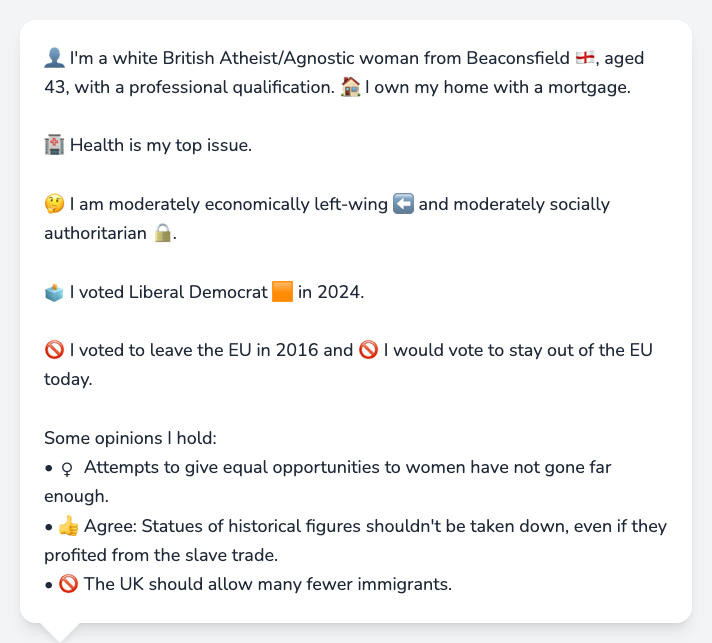 👤 I'm a white British Atheist/Agnostic woman from Beaconsfield 🏴󠁧󠁢󠁥󠁮󠁧󠁿, aged
43, with a professional qualification. 🏠 I own my home with a mortgage.
🏥 Health is my top issue.
🤔 I am moderately economically left-wing ⬅️ and moderately socially
authoritarian 🔒.
🗳️ I voted Liberal Democrat 🟧 in 2024.
🚫 I voted to leave the EU in 2016 and 🚫 I would vote to stay out of the EU
today.
Some opinions I hold:
• ♀ Attempts to give equal opportunities to women have not gone far
enough.
• 👍 Agree: Statues of historical figures shouldn't be taken down, even if they
profited from the slave trade.
• 🚫 The UK should allow many fewer immigrants.